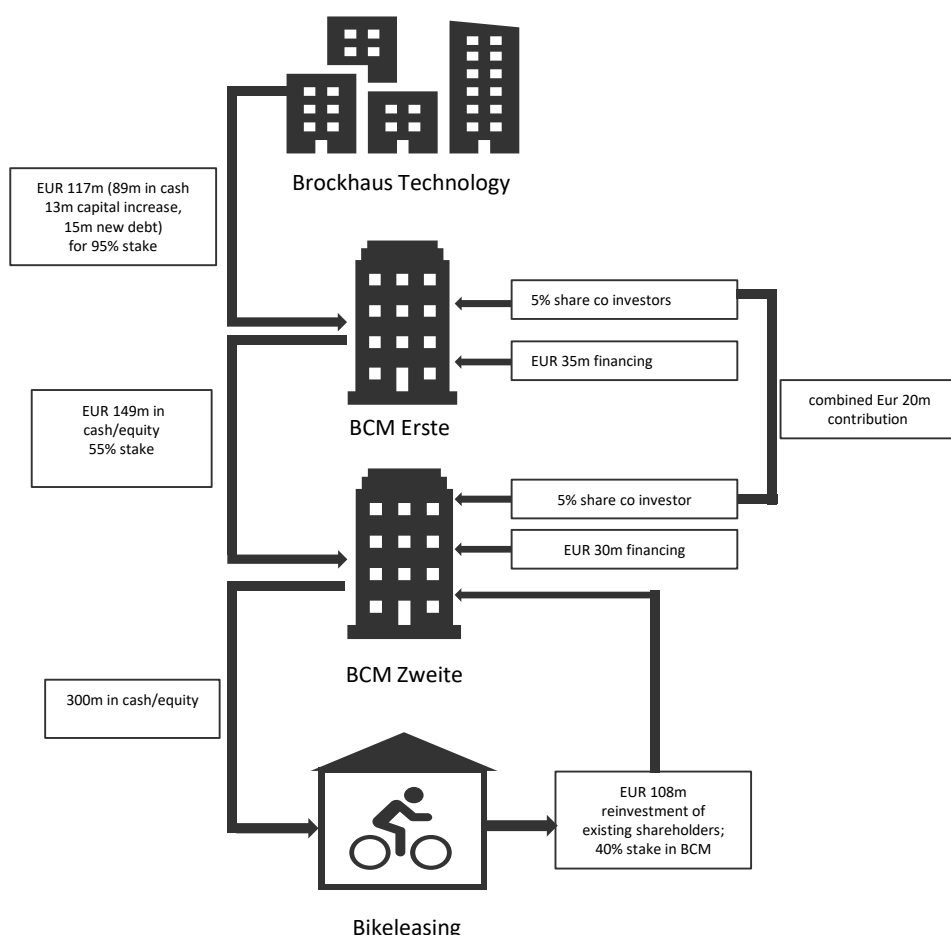 Brockhaus Technology
EUR 117m (89m in cash
13m capital increase,
15m new debt)
for 95% stake
5% share co investors
EUR 35m financing
combined Eur 20m
contribution
BCM Erste
EUR 149m in
cash/equity
55% stake
5% share co investor
EUR 30m financing
BCM Zweite
300m in cash/equity
EUR 108m
reinvestment of
existing shareholders;
40% stake in BCM
Bikeleasing